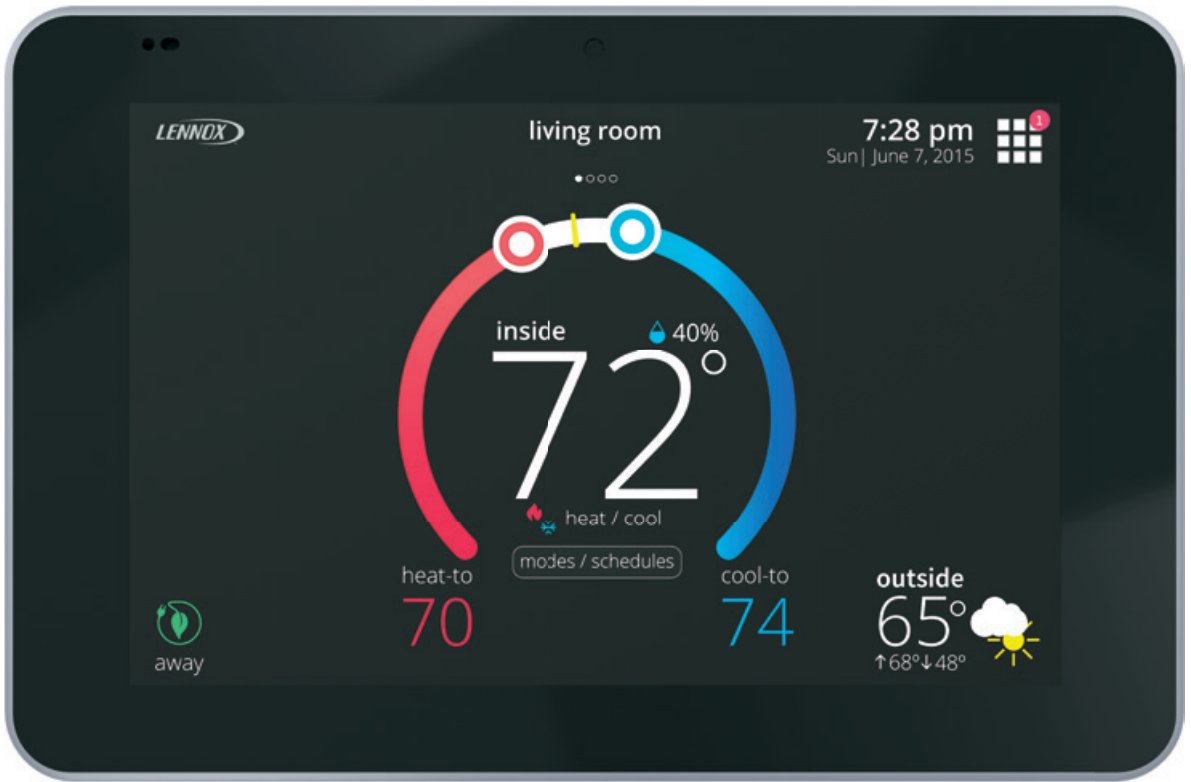 LENNOX
living room
7:28 pm
Sun| June 7, 2015
1
inside
40%
72°
heat / cool
modes / schedules
heat-to
70
cool-to
74
away
outside
65°
↑68°↓48°